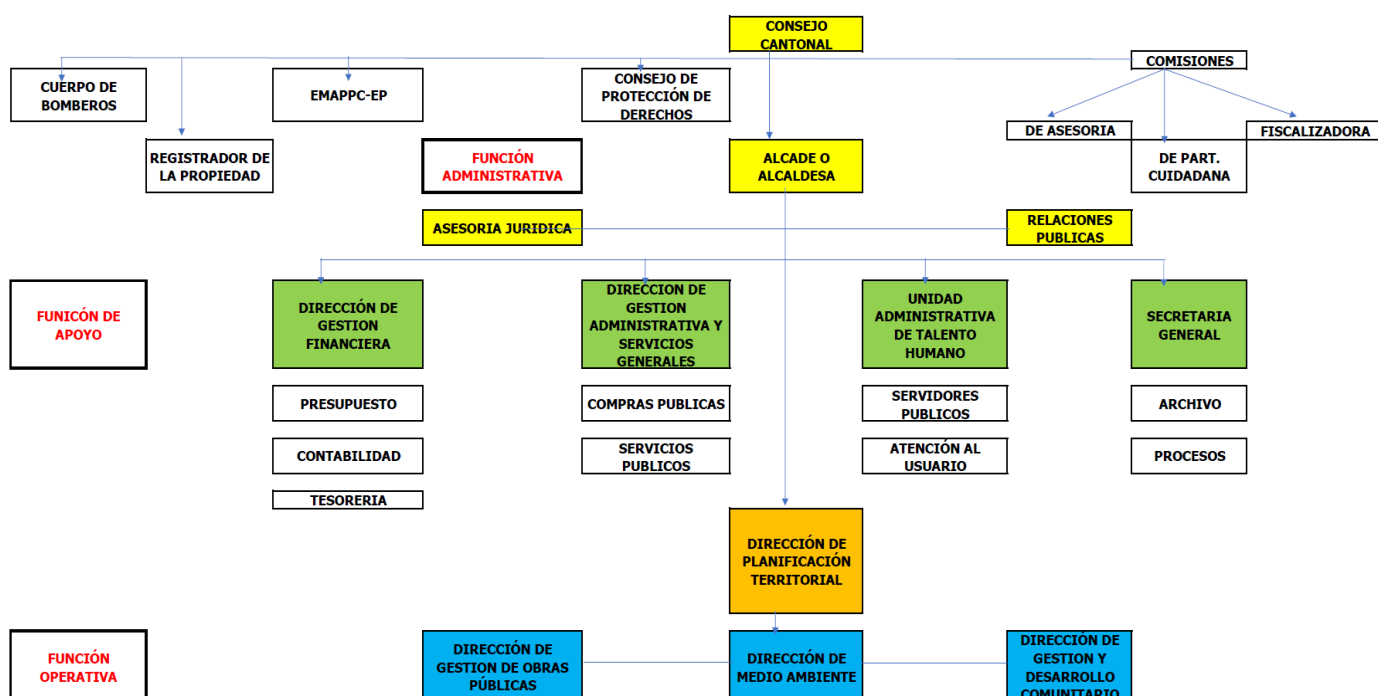 CONSEJO
CANTONAL
COMISIONES
CUERPO DE
BOMBEROS
EMAPPC-EP
CONSEJO DE
PROTECCIÓN DE
DERECHOS
DE ASESORIA
FISCALIZADORA
REGISTRADOR DE
LA PROPIEDAD
FUNCIÓN
ADMINISTRATIVA
ALCADE O
ALCALDESA
DE PART.
CUIDADANA
ASESORIA JURIDICA
RELACIONES
PUBLICAS
FUNICÓN DE
APOYO
DIRECCIÓN DE
GESTION
FINANCIERA
DIRECCION DE
GESTION
ADMINISTRATIVA Y
SERVICIOS
GENERALES
UNIDAD
ADMINISTRATIVA
DE TALENTO
HUMANO
SECRETARIA
GENERAL
PRESUPUESTO
COMPRAS PUBLICAS
SERVIDORES
PUBLICOS
ARCHIVO
CONTABILIDAD
SERVICIOS
PUBLICOS
ATENCIÓN AL
USUARIO
PROCESOS
TESORERIA
DIRECCIÓN DE
PLANIFICACIÓN
TERRITORIAL
FUNCIÓN
OPERATIVA
DIRECCIÓN DE
GESTION DE OBRAS
PÚBLICAS
DIRECCIÓN DE
MEDIO AMBIENTE
DIRECCIÓN DE
GESTION Y
DESARROLLO
COMUNITARIO